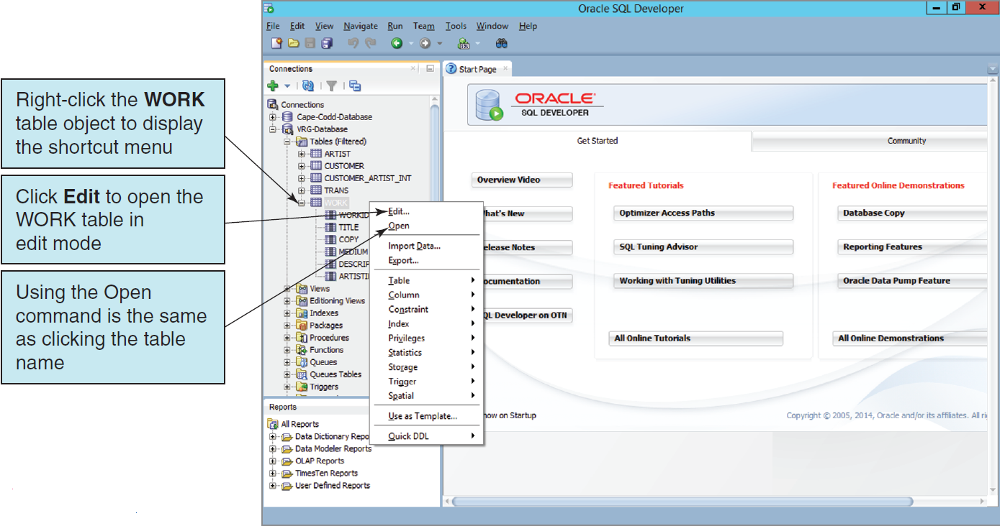 Right-click the WORK
table object to display
the shortcut menu
Click Edit to open the
WORK table in
edit mode
Using the Open
command is the same
as clicking the table
name
Oracle SQL Developer
File Edit View Navigate Run Team Tools Window Help
Connections
Connections
Cape-Codd-Database
VRG-Database
Tables (Filtered)
ARTIST
CUSTOMER
CUSTOMER_ARTIST_INT
TRANS
WORK
WORKID
TITLE
COPY
MEDIUM
DESCRIP
ARTISTI
Views
Editioning Views
Indexes
Packages
Procedures
Functions
Queues
Queues Tables
Triggers
Reports
All Reports
Data Dictionary Repo
Data Modeler Reports
OLAP Reports
TimesTen Reports
User Defined Reports
Edit...
Open
Import Data...
Export...
Table
Column
Constraint
Index
Privileges
Statistics
Storage
Trigger
Spatial
Use as Template...
Quick DDL
Start Page
ORACLE
SQL DEVELOPER
Get Started
Community
Overview Video
hat's New
elease Notes
ocumentation
QL Developer on OTN
Featured Tutorials
Optimizer Access Paths
SQL Tuning Advisor
Working with Tuning Utilities
All Online Tutorials
Featured Online Demonstrations
Database Copy
Reporting Features
Oracle Data Pump Feature
All Online Demonstrations
how on Startup
Copyright © 2005, 2014, Oracle and/or its affiliates. All ri